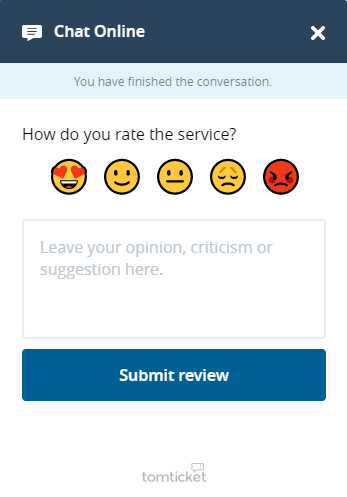 Chat Online
You have finished the conversation.
How do you rate the service?
Leave your opinion, criticism or
suggestion here.
Submit review
tomticket